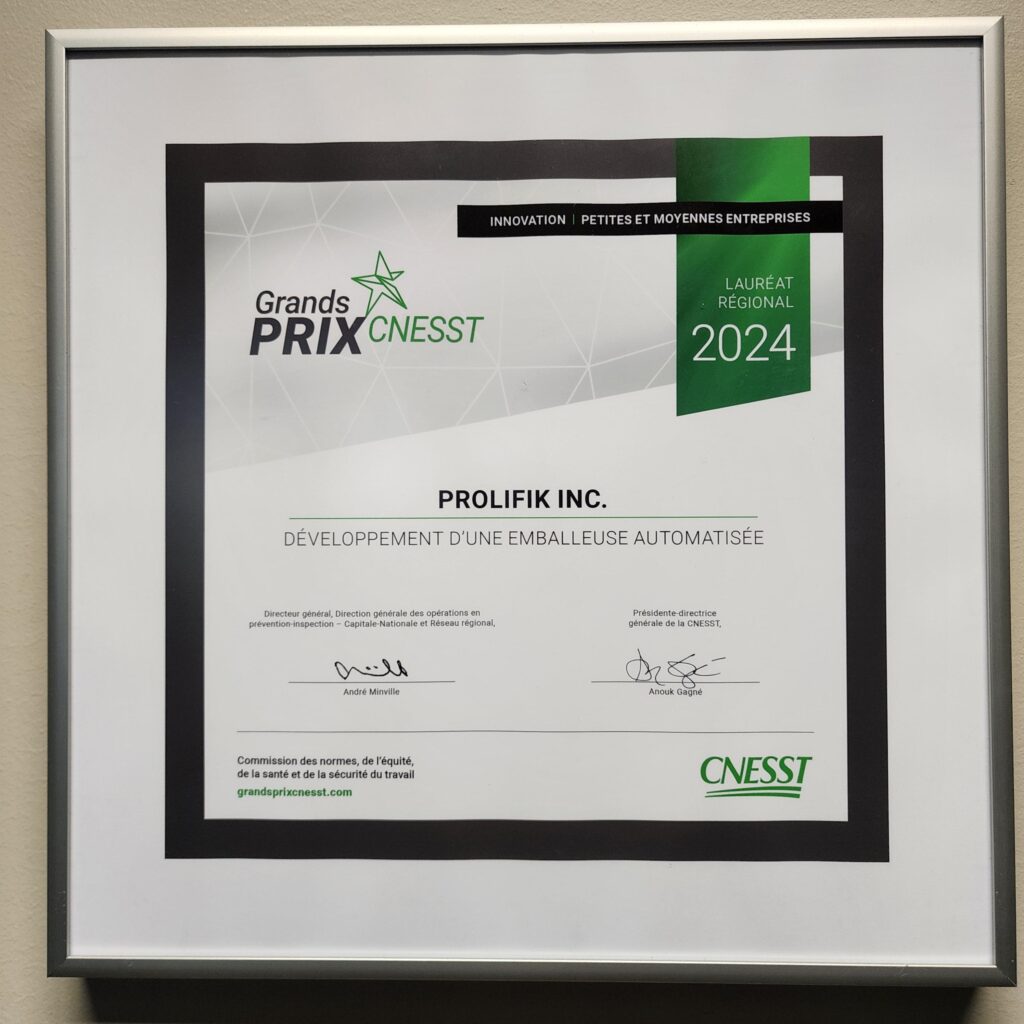 INNOVATION | PETITES ET MOYENNES ENTREPRISES
LAURÉAT
RÉGIONAL
2024
Grands
PRIX CNESST
PROLIFIK INC.
DÉVELOPPEMENT D'UNE EMBALLEUSE AUTOMATISÉE
Directeur général, Direction générale des opérations en
prévention-inspection – Capitale-Nationale et Réseau régional,
André Minville
Présidente-directrice
générale de la CNESST,
Anouk Gagné
Commission des normes, de l'équité,
de la santé et de la sécurité du travail
grandsprixcnesst.com
CNESST